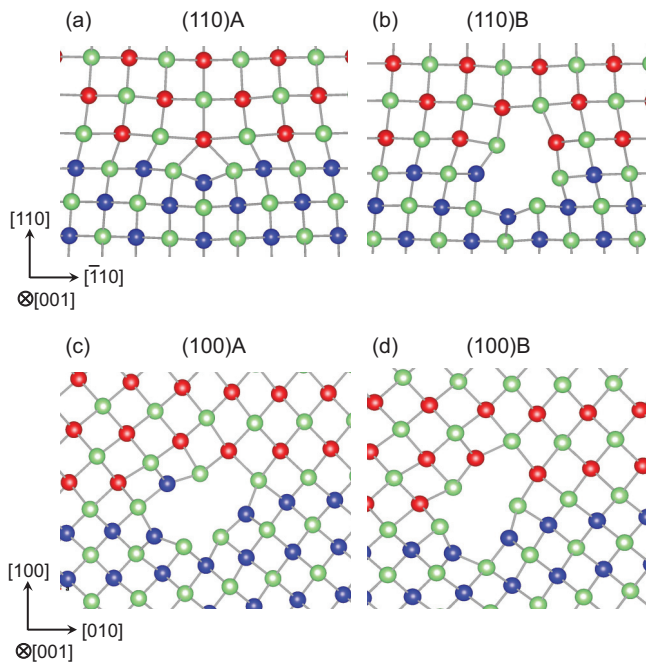 (a) (110)A
(b) (110)B
[110]
[1̅10]
⊗[001]
(c) (100)A
(d) (100)B
[100]
[010]
⊗[001]